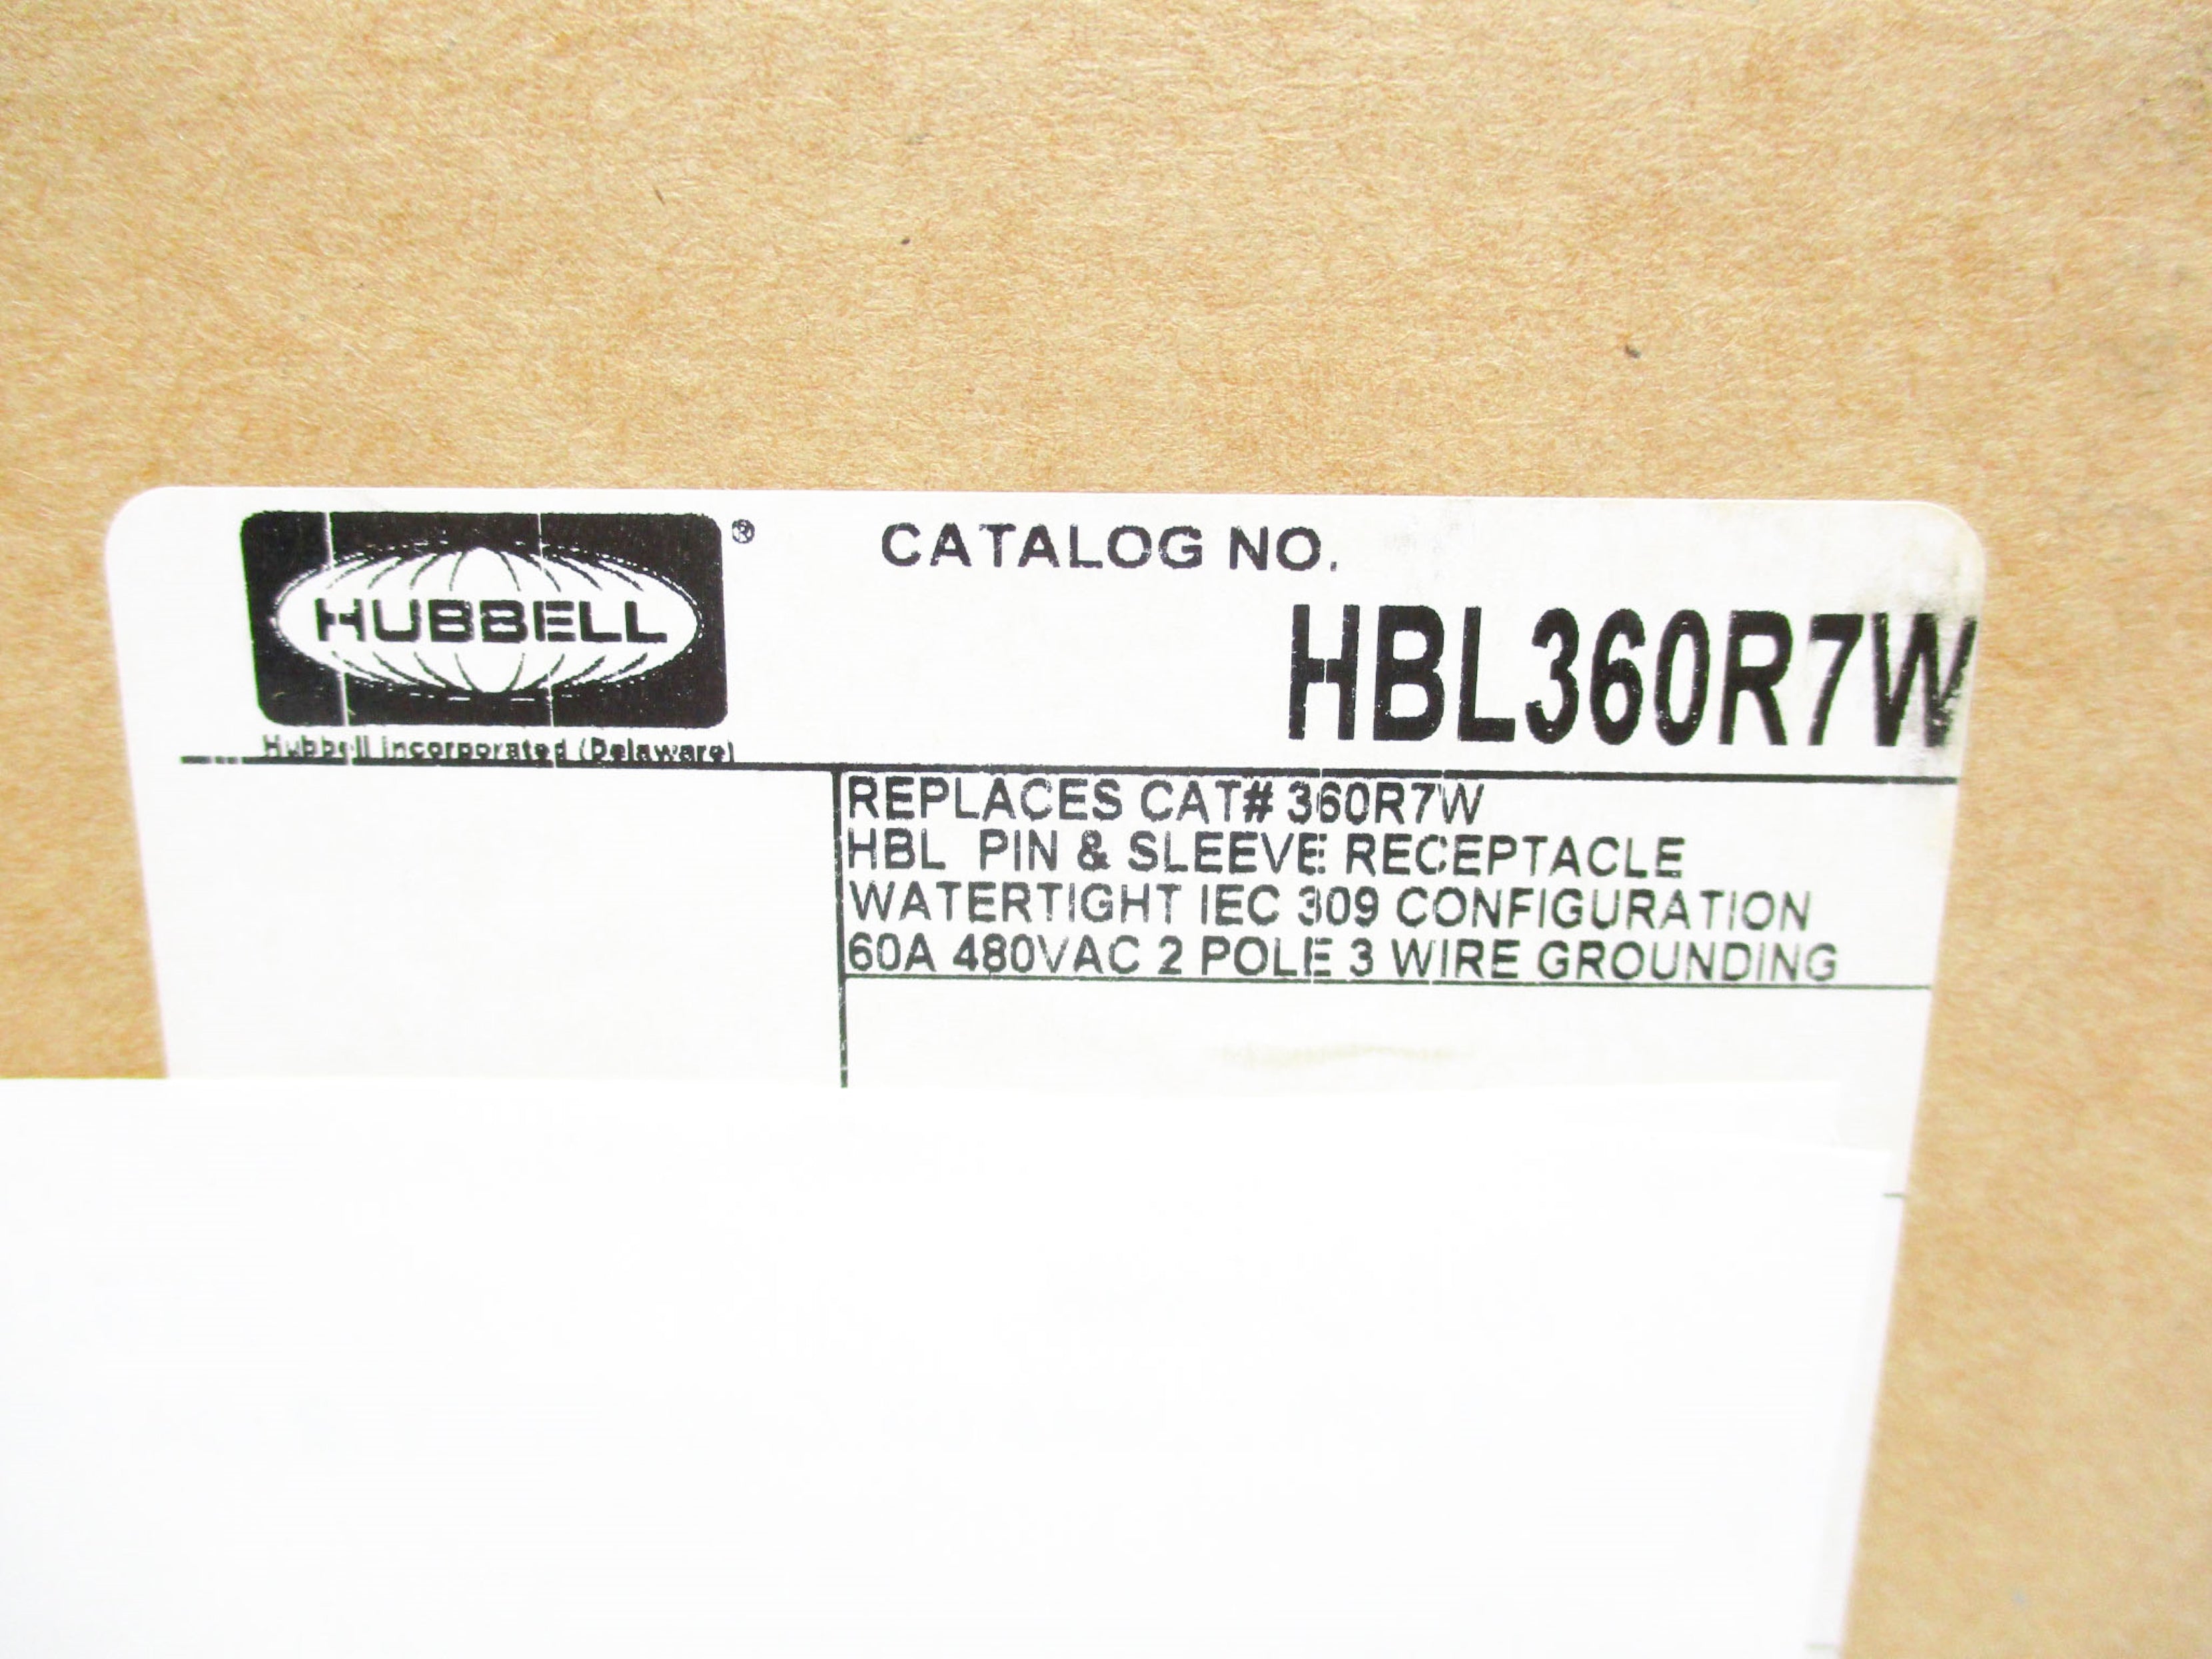 HUBBELL ®
Hubbell Incorporated (Delaware)
CATALOG NO.
HBL360R7W
REPLACES CAT# 360R7W
HBL PIN & SLEEVE RECEPTACLE
WATERTIGHT IEC 309 CONFIGURATION
60A 480VAC 2 POLE 3 WIRE GROUNDING